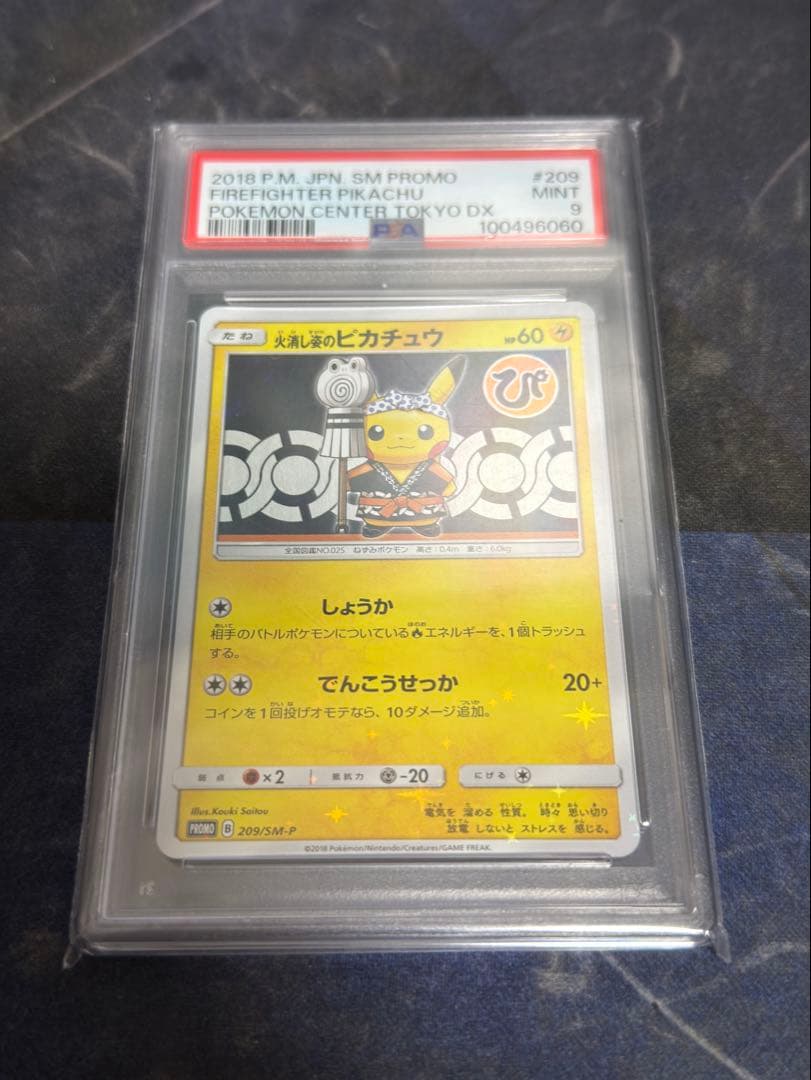 2018 P.M. JPN. SM PROMO #209
FIREFIGHTER PIKACHU MINT
POKEMON CENTER TOKYO DX 9
PSA 100496060
たね 火消し姿のピカチュウ HP60
ぴ
全国図鑑NO.025 ねずみポケモン 高さ:0.4m 重さ:6.0kg
しょうか
相手のバトルポケモンについているエネルギーを、1個トラッシュ
する。
でんこうせっか 20+
コインを1回投げオモテなら、10ダメージ追加。
弱点 ×2 抵抗力 -20 にげる
Illus.Kouki Saitou
電気を 溜める 性質。 時々 思い切り
放電 しないと ストレスを 感じる。
PROMO B 209/SM-P
©2018 Pokémon/Nintendo/Creatures/GAME FREAK.